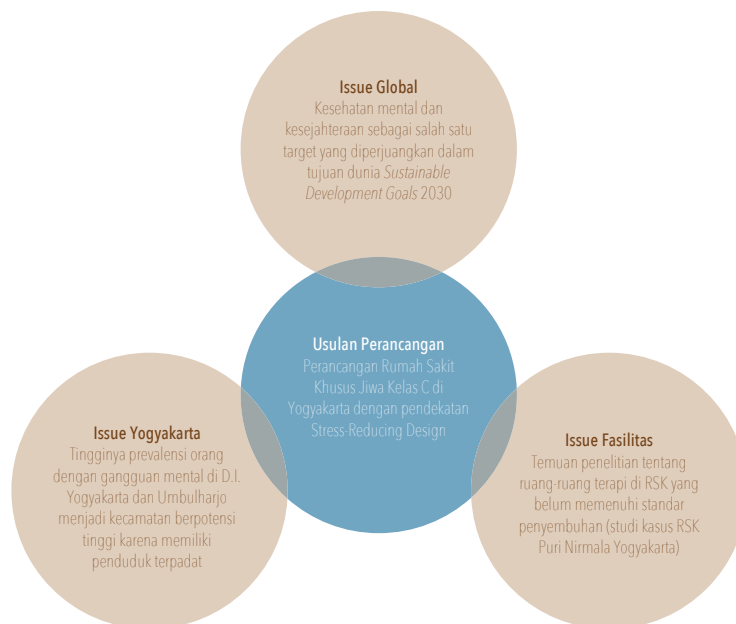 Issue Global
Kesehatan mental dan
kesejahteraan sebagai salah satu
target yang diperjuangkan dalam
tujuan dunia Sustainable
Development Goals 2030
Usulan Perancangan
Perancangan Rumah Sakit
Khusus Jiwa Kelas C di
Yogyakarta dengan pendekatan
Stress-Reducing Design
Issue Yogyakarta
Tingginya prevalensi orang
dengan gangguan mental di D.I.
Yogyakarta dan Umbulharjo
menjadi kecamatan berpotensi
tinggi karena memiliki
penduduk terpadat
Issue Fasilitas
Temuan penelitian tentang
ruang-ruang terapi di RSK yang
belum memenuhi standar
penyembuhan (studi kasus RSK
Puri Nirmala Yogyakarta)